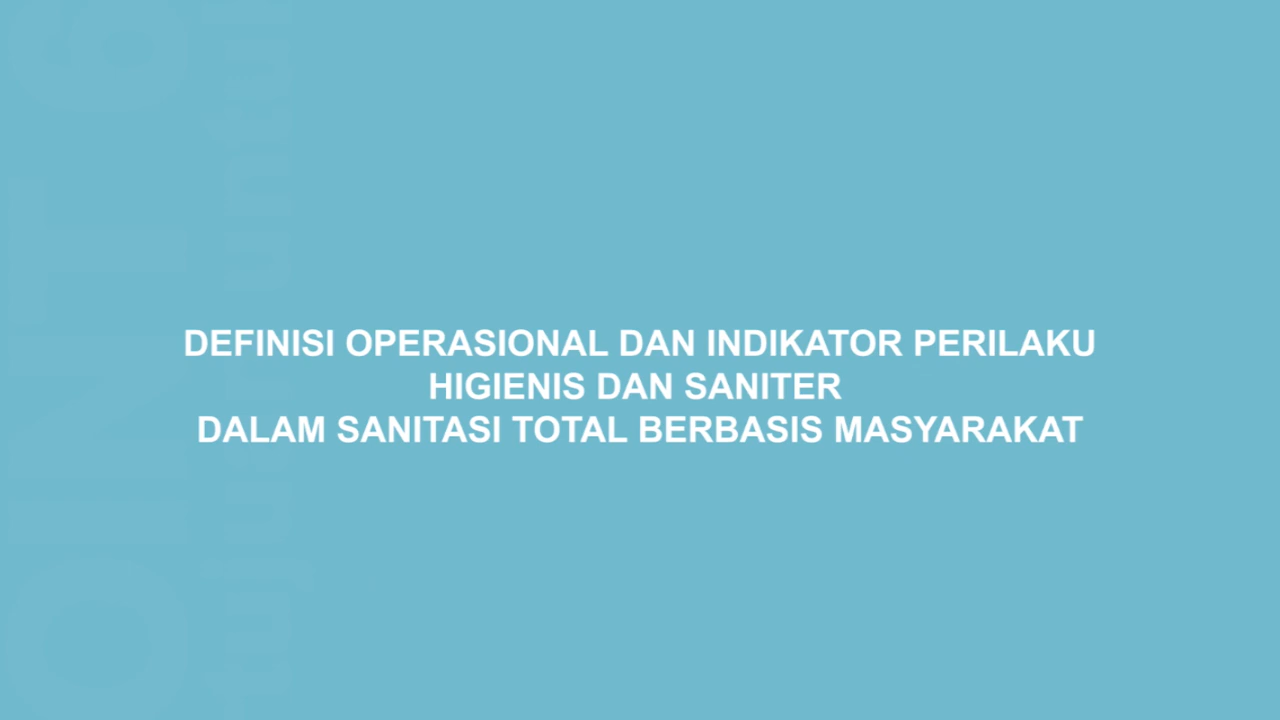 DEFINISI OPERASIONAL DAN INDIKATOR PERILAKU
HIGIENIS DAN SANITER
DALAM SANITASI TOTAL BERBASIS MASYARAKAT